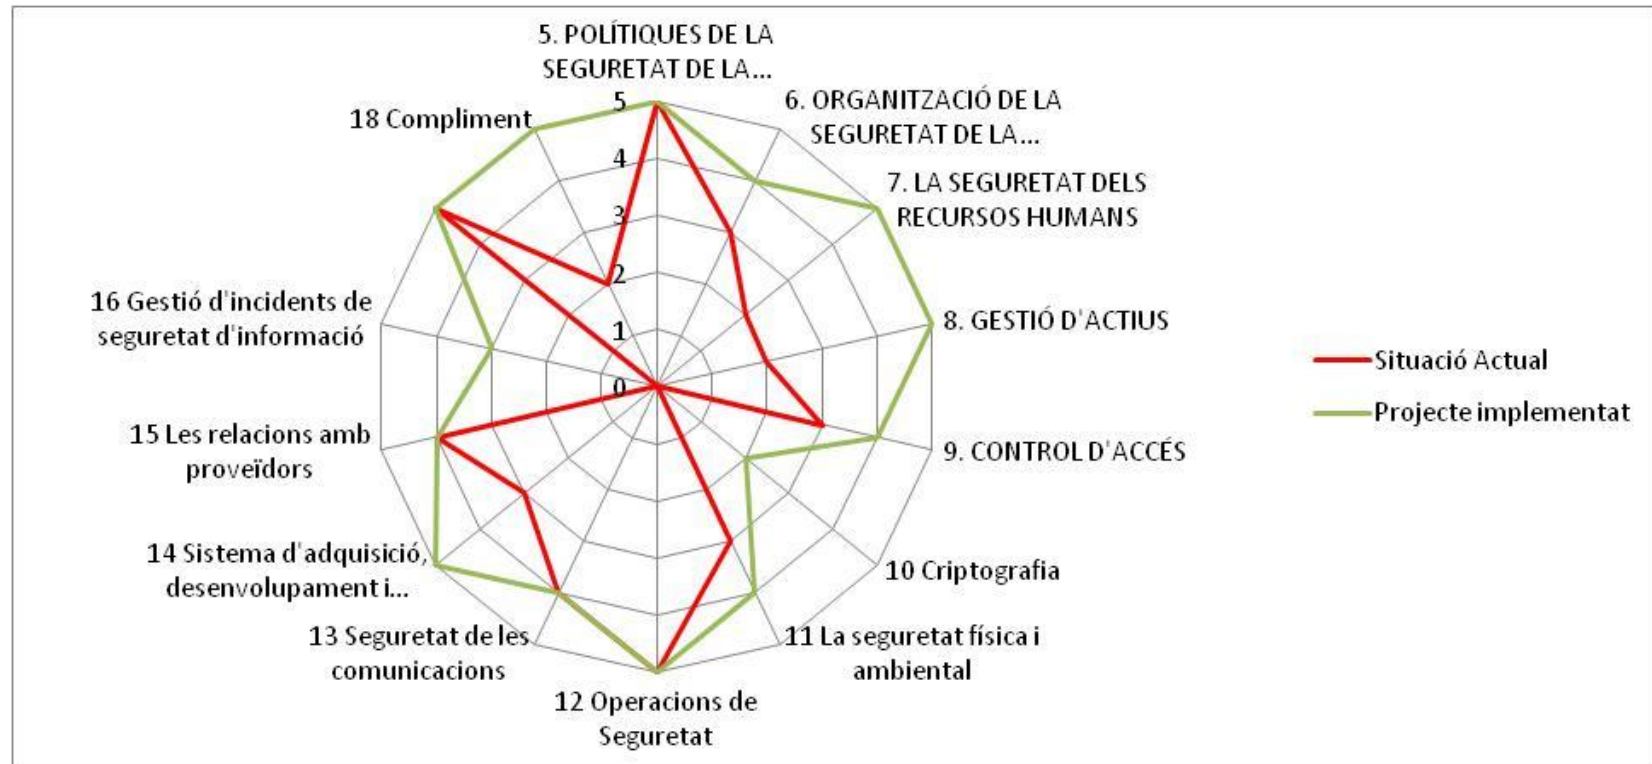 5. POLÍTIQUES DE LA
SEGURETAT DE LA...
6. ORGANITZACIÓ DE LA
SEGURETAT DE LA...
7. LA SEGURETAT DELS
RECURSOS HUMANS
8. GESTIÓ D'ACTIUS
9. CONTROL D'ACCÉS
10 Criptografia
11 La seguretat física i
ambiental
12 Operacions de
Seguretat
13 Seguretat de les
comunicacions
14 Sistema d'adquisició,
desenvolupament i...
15 Les relacions amb
proveïdors
16 Gestió d'incidents de
seguretat d'informació
18 Compliment
5
4
3
2
1
0
Situació Actual
Projecte implementat